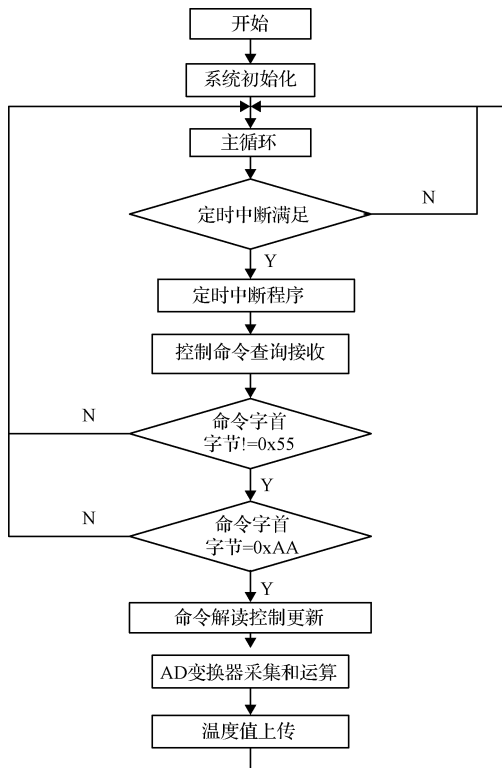 开始
系统初始化
主循环
定时中断满足
N
Y
定时中断程序
控制命令查询接收
N
命令字首
字节!=0x55
Y
N
命令字首
字节=0xAA
Y
命令解读控制更新
AD变换器采集和运算
温度值上传